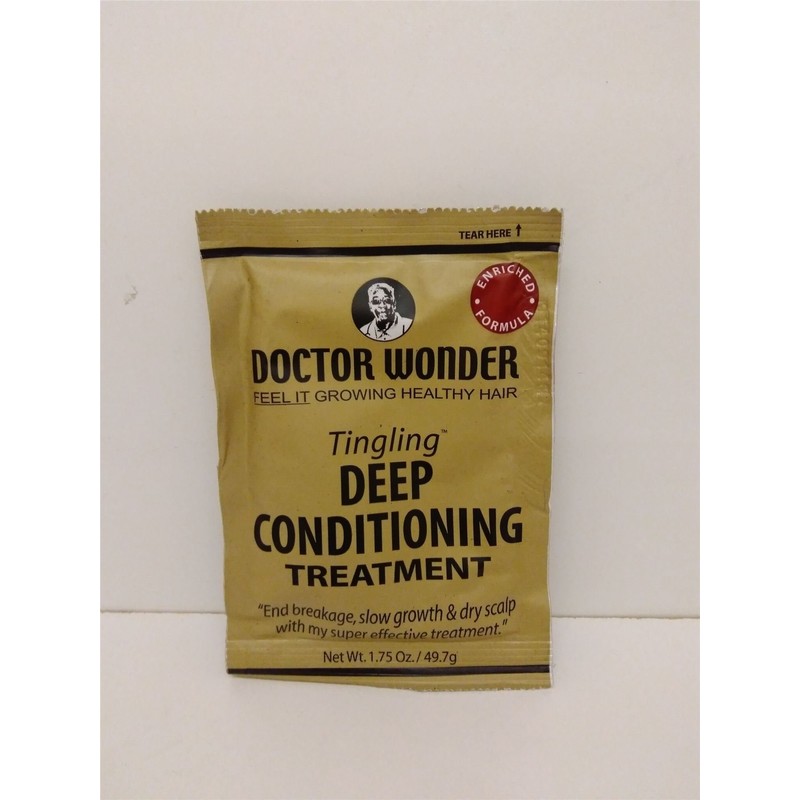 TEAR HERE ↑
ENRICHED
FORMULA
DOCTOR WONDER
FEEL IT GROWING HEALTHY HAIR
Tingling™
DEEP
CONDITIONING
TREATMENT
"End breakage, slow growth & dry scalp
with my super effective treatment."
Net Wt. 1.75 Oz. / 49.7g